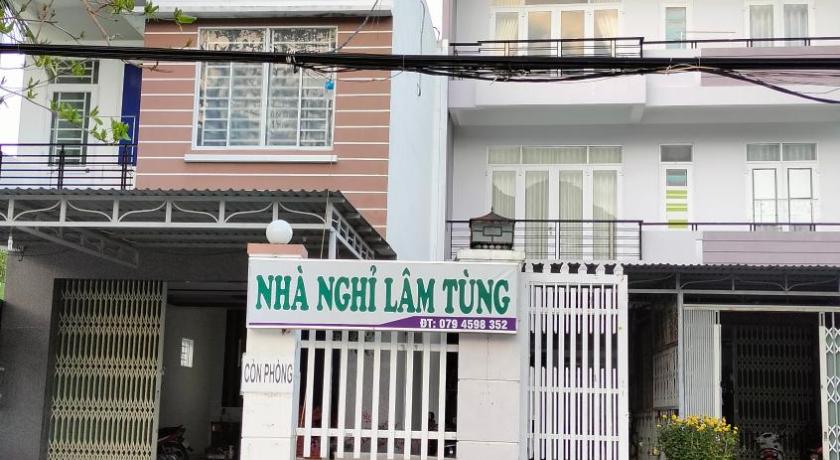 NHÀ NGHỈ LÂM TÙNG
ĐT: 079 4598 352
CÒN PHÒNG